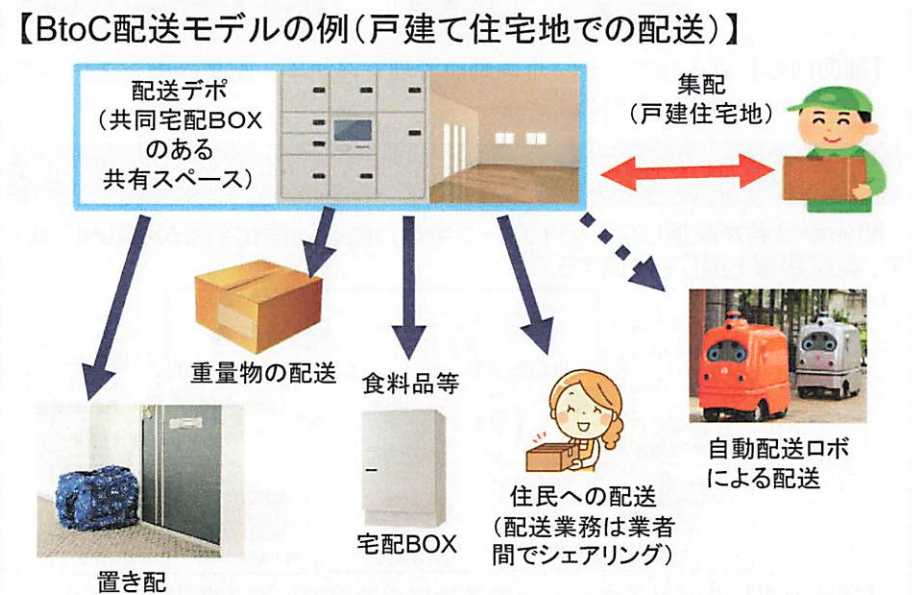 【BtoC配送モデルの例(戸建て住宅地での配送)】
配送デポ
(共同宅配BOX
のある
共有スペース)
集配
(戸建住宅地)
重量物の配送
食料品等
自動配送ロボ
による配送
住民への配送
(配送業務は業者
間でシェアリング)
宅配BOX
置き配